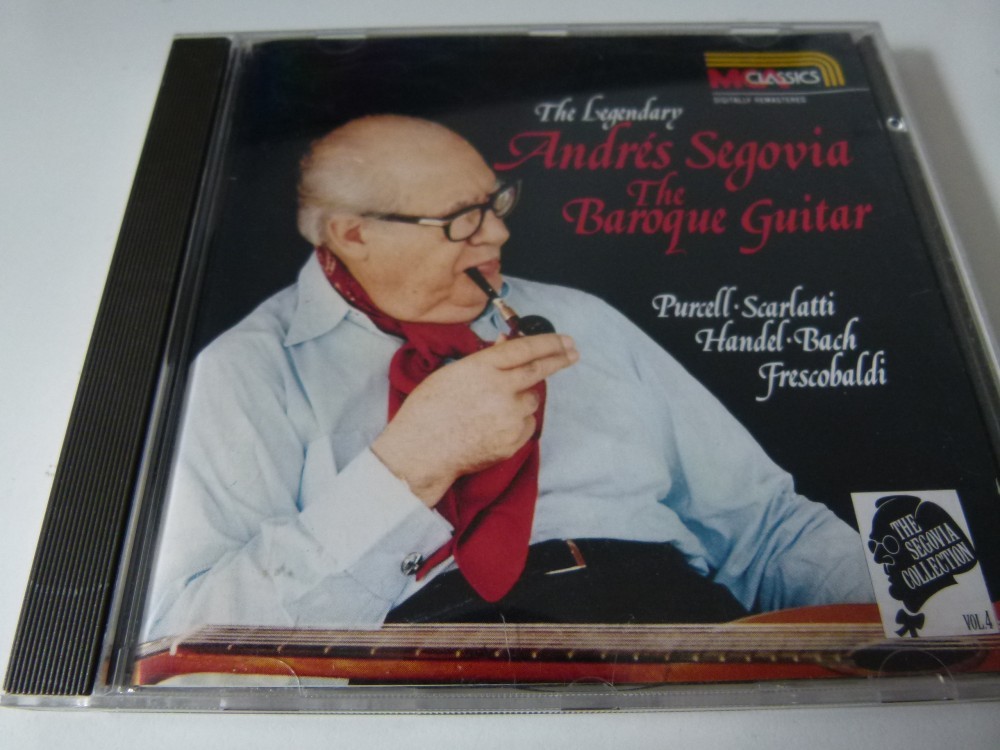 MCA CLASSICS
DIGITALLY REMASTERED
The Legendary
Andrés Segovia
The
Baroque Guitar
Purcell · Scarlatti
Handel · Bach
Frescobaldi
THE
SEGOVIA
COLLECTION
VOL.4